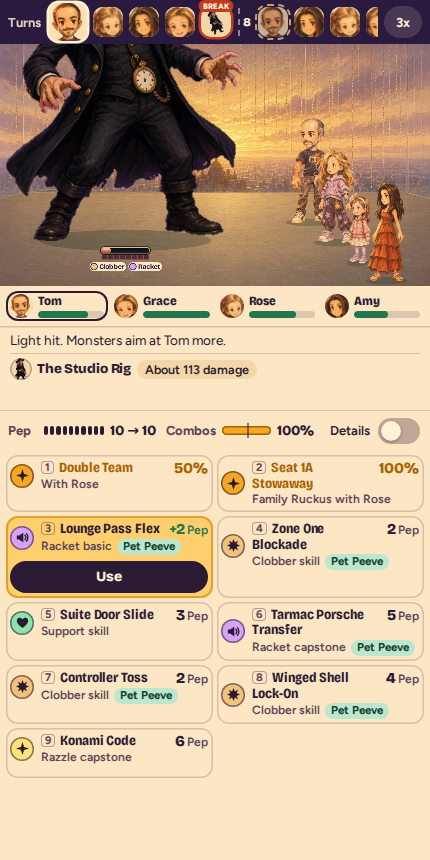 Turns
BREAK
8
3x
Clobber Racket
Tom
Grace
Rose
Amy
Light hit. Monsters aim at Tom more.
The Studio Rig About 113 damage
Pep 10 → 10 Combos 100% Details
1 Double Team 50%
With Rose
2 Seat 1A Stowaway 100%
Family Ruckus with Rose
3 Lounge Pass Flex +2 Pep
Racket basic Pet Peeve
Use
4 Zone One Blockade 2 Pep
Clobber skill Pet Peeve
5 Suite Door Slide 3 Pep
Support skill
6 Tarmac Porsche Transfer 5 Pep
Racket capstone Pet Peeve
7 Controller Toss 2 Pep
Clobber skill Pet Peeve
8 Winged Shell Lock-On 4 Pep
Clobber skill Pet Peeve
9 Konami Code 6 Pep
Razzle capstone